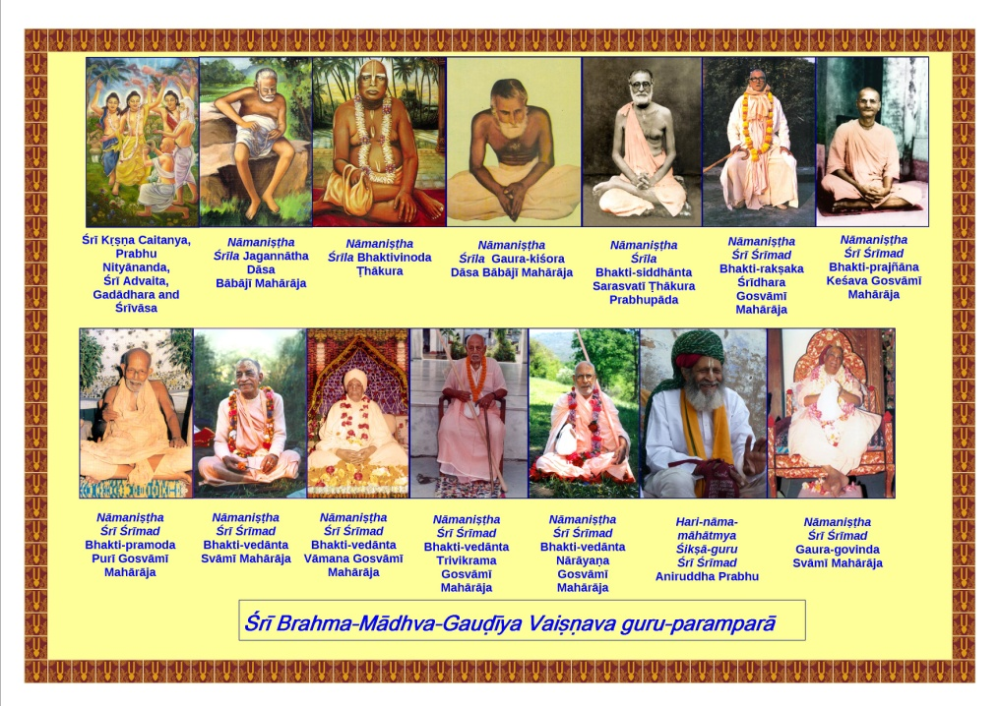 Śrī Kṛṣṇa Caitanya,
Prabhu
Nityānanda,
Śrī Advaita,
Gadādhara and
Śrīvāsa
Nāmaniṣṭha
Śrīla Jagannātha
Dāsa
Bābājī Mahārāja
Nāmaniṣṭha
Śrīla Bhaktivinoda
Ṭhākura
Nāmaniṣṭha
Śrīla Gaura-kiśora
Dāsa Bābājī Mahārāja
Nāmaniṣṭha
Śrīla
Bhakti-siddhānta
Sarasvatī Ṭhākura
Prabhupāda
Nāmaniṣṭha
Śrī Śrīmad
Bhakti-rakṣaka
Śrīdhara
Gosvāmī
Mahārāja
Nāmaniṣṭha
Śrī Śrīmad
Bhakti-prajñāna
Keśava Gosvāmī
Mahārāja
Nāmaniṣṭha
Śrī Śrīmad
Bhakti-pramoda
Purī Gosvāmī
Mahārāja
Nāmaniṣṭha
Śrī Śrīmad
Bhakti-vedānta
Svāmī Mahārāja
Nāmaniṣṭha
Śrī Śrīmad
Bhakti-vedānta
Vāmana Gosvāmī
Mahārāja
Nāmaniṣṭha
Śrī Śrīmad
Bhakti-vedānta
Trivikrama
Gosvāmī
Mahārāja
Nāmaniṣṭha
Śrī Śrīmad
Bhakti-vedānta
Nārāyaṇa
Gosvāmī
Mahārāja
Hari-nāma-
māhātmya
Śikṣā-guru
Śrī Śrīmad
Aniruddha Prabhu
Nāmaniṣṭha
Śrī Śrīmad
Gaura-govinda
Svāmī Mahārāja
Śrī Brahma-Mādhva-Gauḍīya Vaiṣṇava guru-paramparā